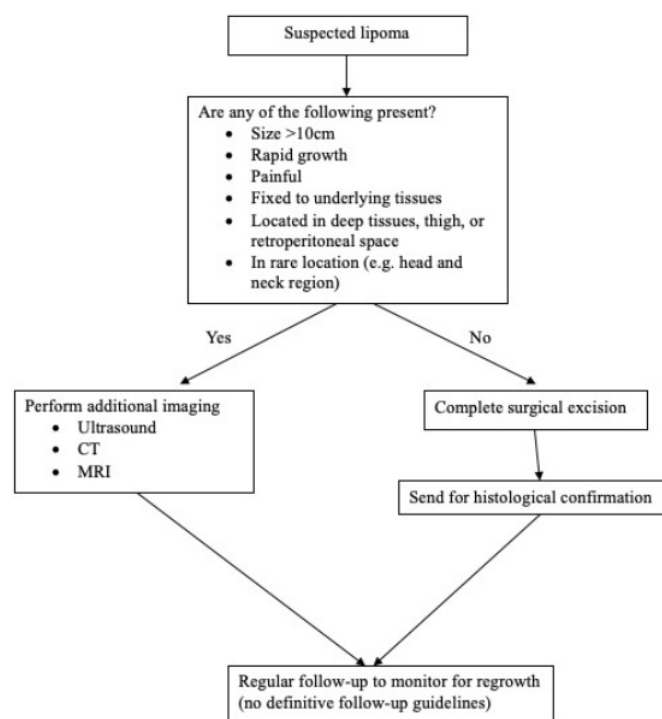 Suspected lipoma
Are any of the following present?
• Size >10cm
• Rapid growth
• Painful
• Fixed to underlying tissues
• Located in deep tissues, thigh, or
retroperitoneal space
• In rare location (e.g. head and
neck region)
Yes
No
Perform additional imaging
• Ultrasound
• CT
• MRI
Complete surgical excision
Send for histological confirmation
Regular follow-up to monitor for regrowth
(no definitive follow-up guidelines)